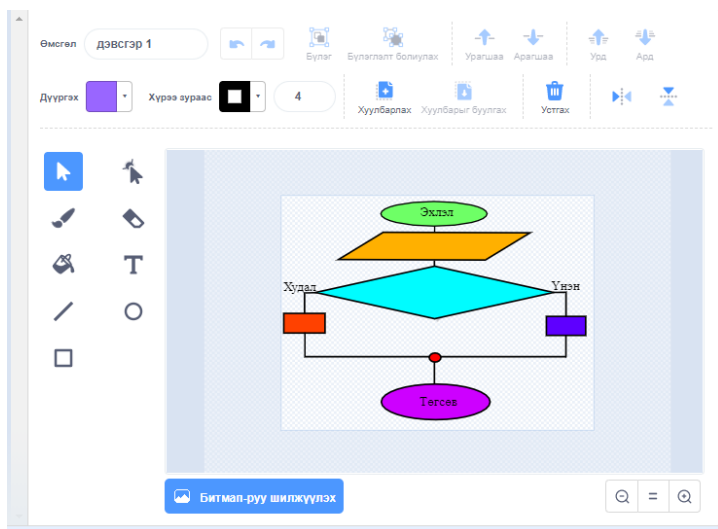 Өмсгөл дэвсгэр 1
Бүлэг Бүлэглэлт болиулах Урагшаа Арагшаа Урд Ард
Дүүргэх Хүрээ зураас 4
Хуулбарлах Хуулбарыг буулгах Устгах
Эхлэл
Худал Үнэн
Төгсөв
Битмап-руу шилжүүлэх